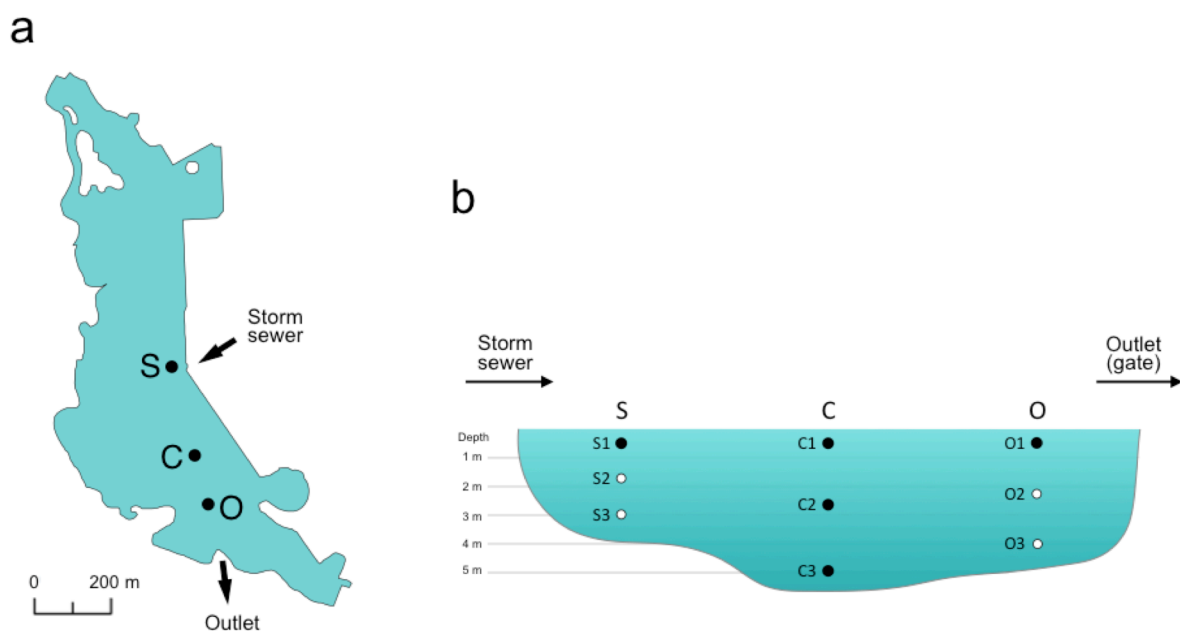 a
Storm
sewer
S
C
O
0 200 m
Outlet
b
Storm
sewer
Outlet
(gate)
S C O
Depth
S1 C1 O1
1 m
S2
2 m
O2
C2
3 m
S3
4 m
O3
5 m
C3